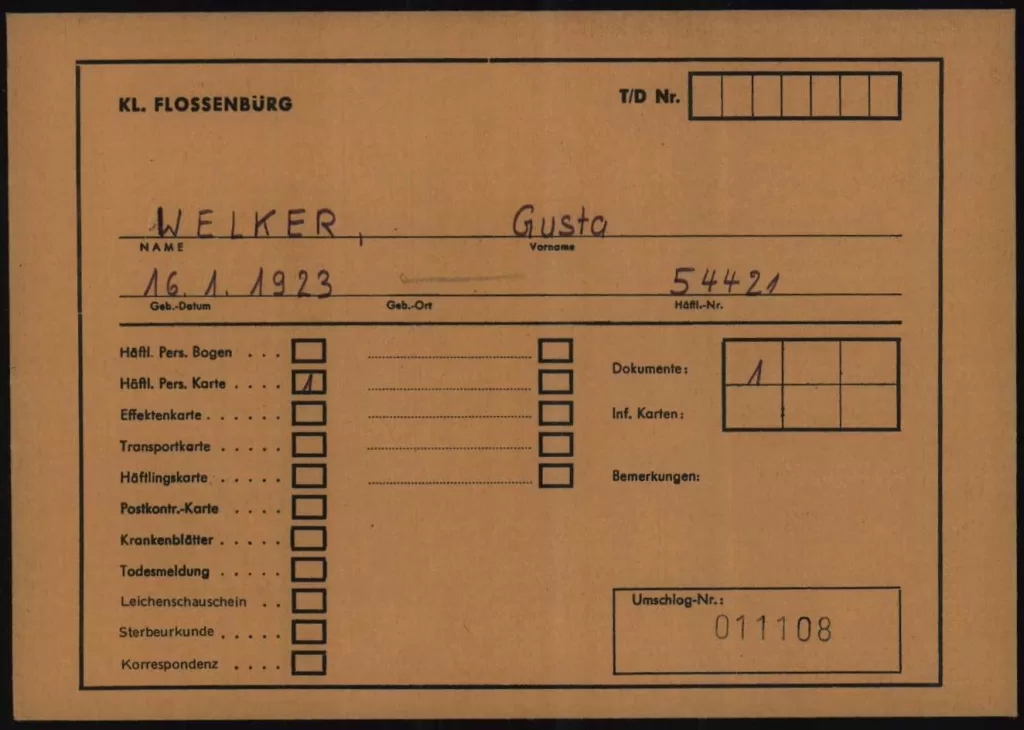 KL. FLOSSENBÜRG T/D Nr.
WELKER, Gusta
NAME Vorname
16. 1. 1923 54421
Geb.-Datum Geb.-Ort Häftl.-Nr.
Häftl. Pers. Bogen . . .
Häftl. Pers. Karte . . . . 1
Effektenkarte . . . . .
Transportkarte . . . . .
Häftlingskarte . . . . .
Postkontr.-Karte . . . .
Krankenblätter . . . . .
Todesmeldung . . . . .
Leichenschauschein . .
Sterbeurkunde . . . . .
Korrespondenz . . . .
Dokumente: 1
Inf. Karten:
Bemerkungen:
Umschlag-Nr.:
011108